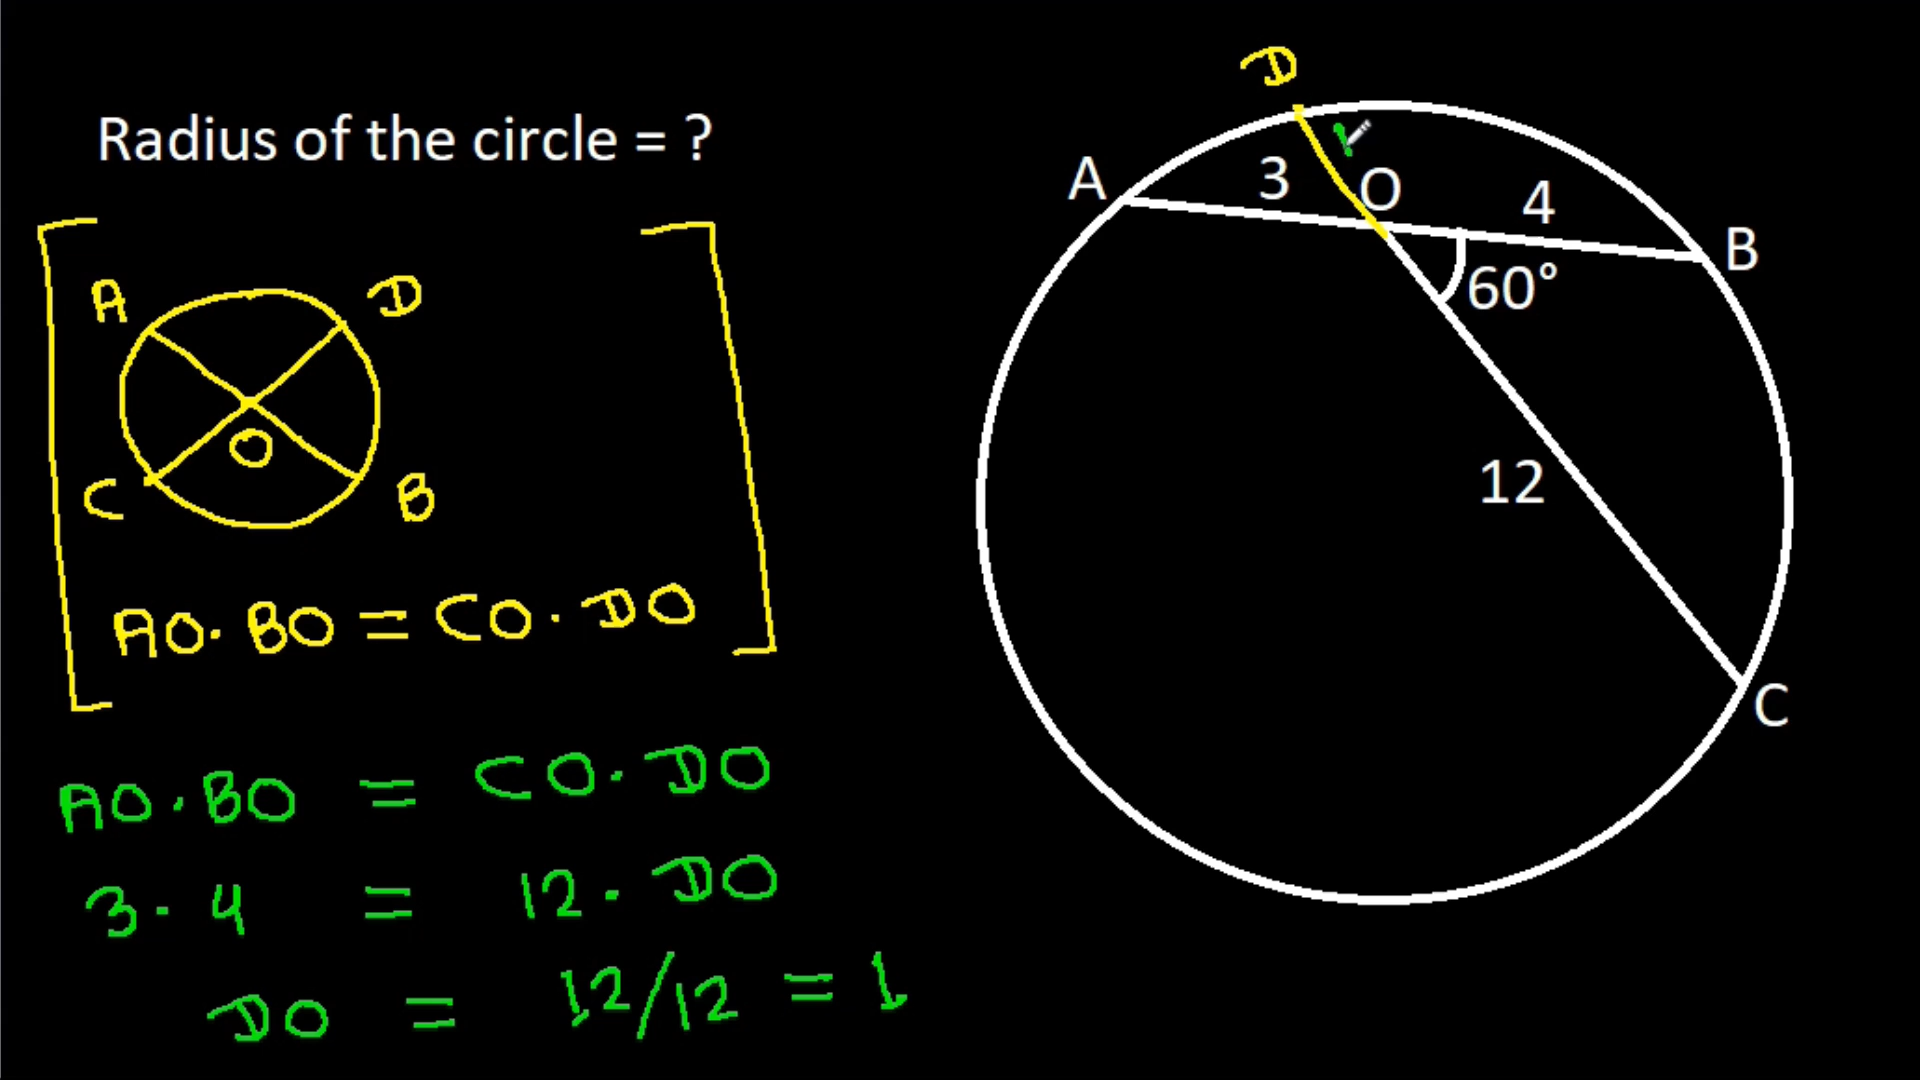 Radius of the circle = ?
A
D
C
O
B
AO.BO = CO.DO
AO.BO = CO.DO
3.4 = 12.DO
DO = 12/12 = 1
D
A
3
O
4
B
60°
12
C